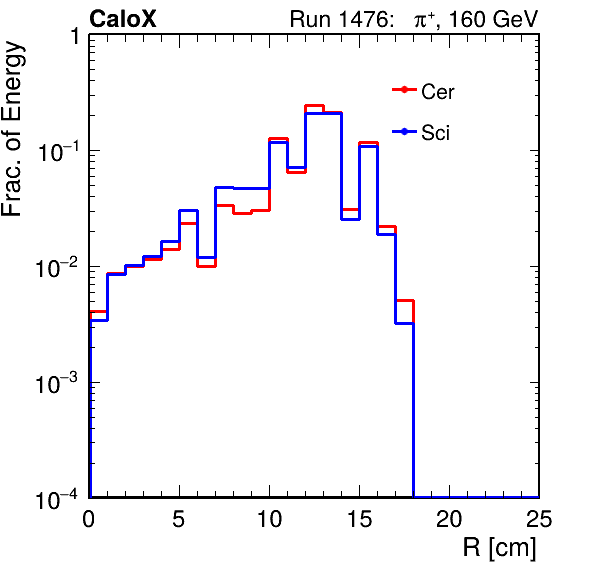 CaloX Run 1476: π⁺, 160 GeV
Frac. of Energy
1
10⁻¹
10⁻²
10⁻³
10⁻⁴
Cer
Sci
0 5 10 15 20 25
R [cm]